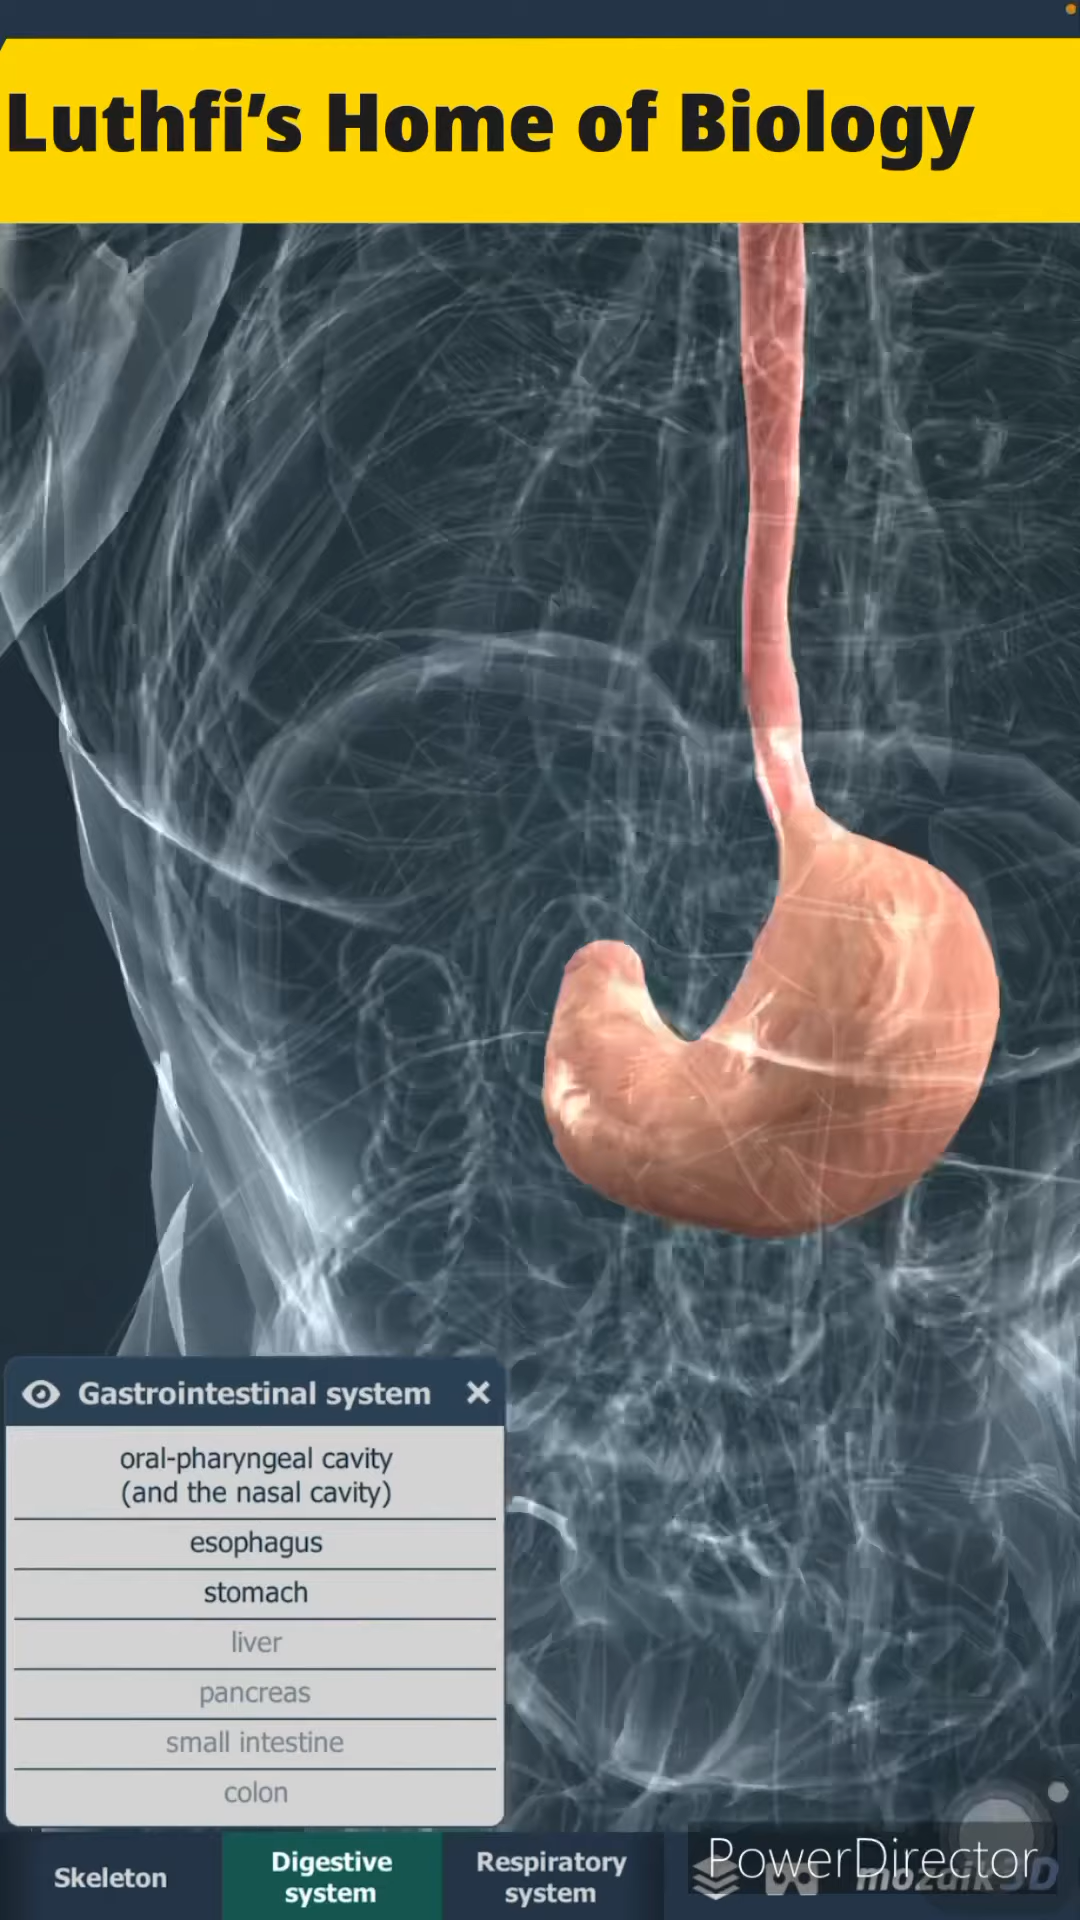 Luthfi’s Home of Biology
Gastrointestinal system
oral-pharyngeal cavity
(and the nasal cavity)
esophagus
stomach
liver
pancreas
small intestine
colon
Skeleton
Digestive
system
Respiratory
system
PowerDirector
mozaik3D